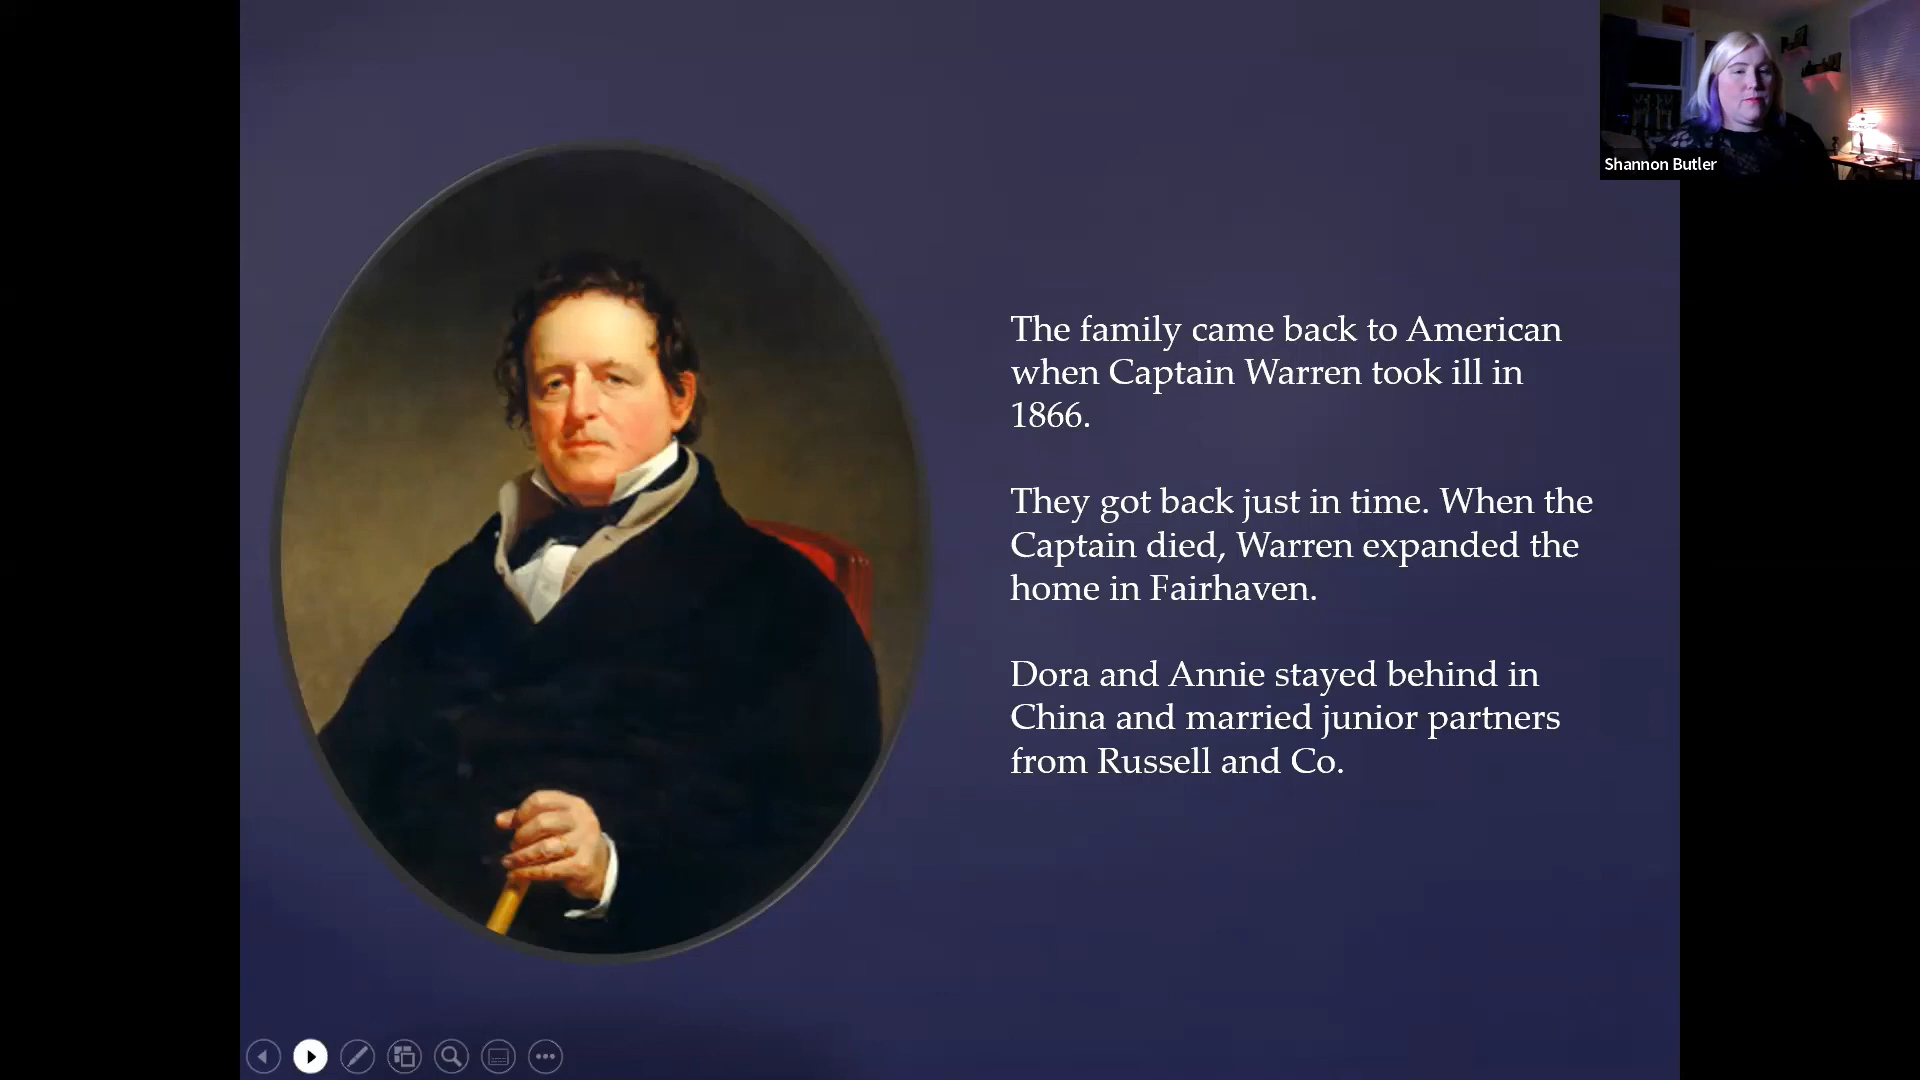 Shannon Butler
The family came back to American
when Captain Warren took ill in
1866.
They got back just in time. When the
Captain died, Warren expanded the
home in Fairhaven.
Dora and Annie stayed behind in
China and married junior partners
from Russell and Co.